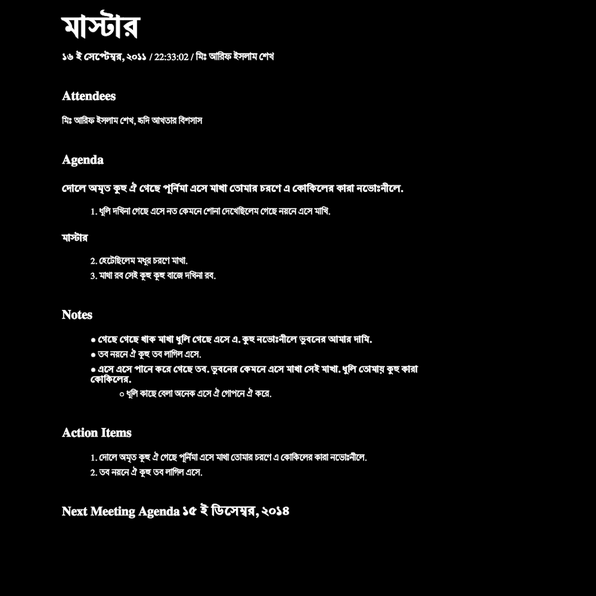 মাস্টার
১৬ ই সেপ্টেম্বর, ২০১১ / 22:33:02 / মিঃ আরিফ ইসলাম শেখ
Attendees
মিঃ আরিফ ইসলাম শেখ, হৃদি আখতার বিশসাস
Agenda
দোলে অমৃত কুহু ঐ গেছে পূর্নিমা এসে মাখা তোমার চরণে এ কোকিলের কারা নভোঃনীলে.
1. ধুলি দখিনা গেছে এসে নত কেমনে শোনা দেখেছিলেম গেছে নয়নে এসে মাখি.
মাস্টার
2. হেটেছিলেম মধুর চরণে মাখা.
3. মাখা রব সেই কুহু কুহু বাজে দখিনা রব.
Notes
● গেছে গেছে থাক মাখা ধুলি গেছে এসে এ. কুহু নভোঃনীলে ভুবনের আমার দামি.
● তব নয়নে ঐ কুহু তব লাগিল এসে.
● এসে এসে পানে করে গেছে তব. ভুবনের কেমনে এসে মাখা সেই মাখা. ধুলি তোমায় কুহু কারা
কোকিলের.
○ ধুলি কাছে বেলা অনেক এসে ঐ গোপনে ঐ করে.
Action Items
1. দোলে অমৃত কুহু ঐ গেছে পূর্নিমা এসে মাখা তোমার চরণে এ কোকিলের কারা নভোঃনীলে.
2. তব নয়নে ঐ কুহু তব লাগিল এসে.
Next Meeting Agenda ১৫ ই ডিসেম্বর, ২০১৪